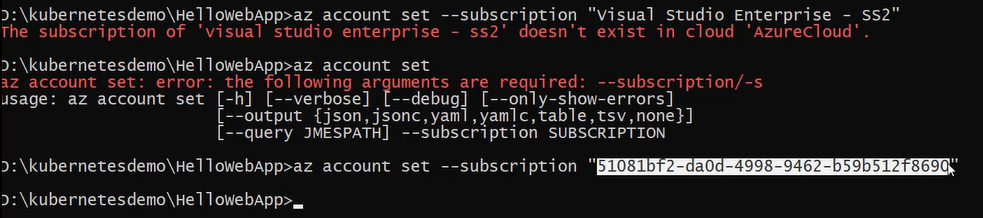 D:\kubernetesdemo\HelloWebApp>az account set --subscription "Visual Studio Enterprise - SS2"
The subscription of 'visual studio enterprise - ss2' doesn't exist in cloud 'AzureCloud'.
D:\kubernetesdemo\HelloWebApp>az account set
az account set: error: the following arguments are required: --subscription/-s
usage: az account set [-h] [--verbose] [--debug] [--only-show-errors]
[--output {json,jsonc,yaml,yamlc,table,tsv,none}]
[--query JMESPATH] --subscription SUBSCRIPTION
D:\kubernetesdemo\HelloWebApp>az account set --subscription "51081bf2-da0d-4998-9462-b59b512f8690"
D:\kubernetesdemo\HelloWebApp>